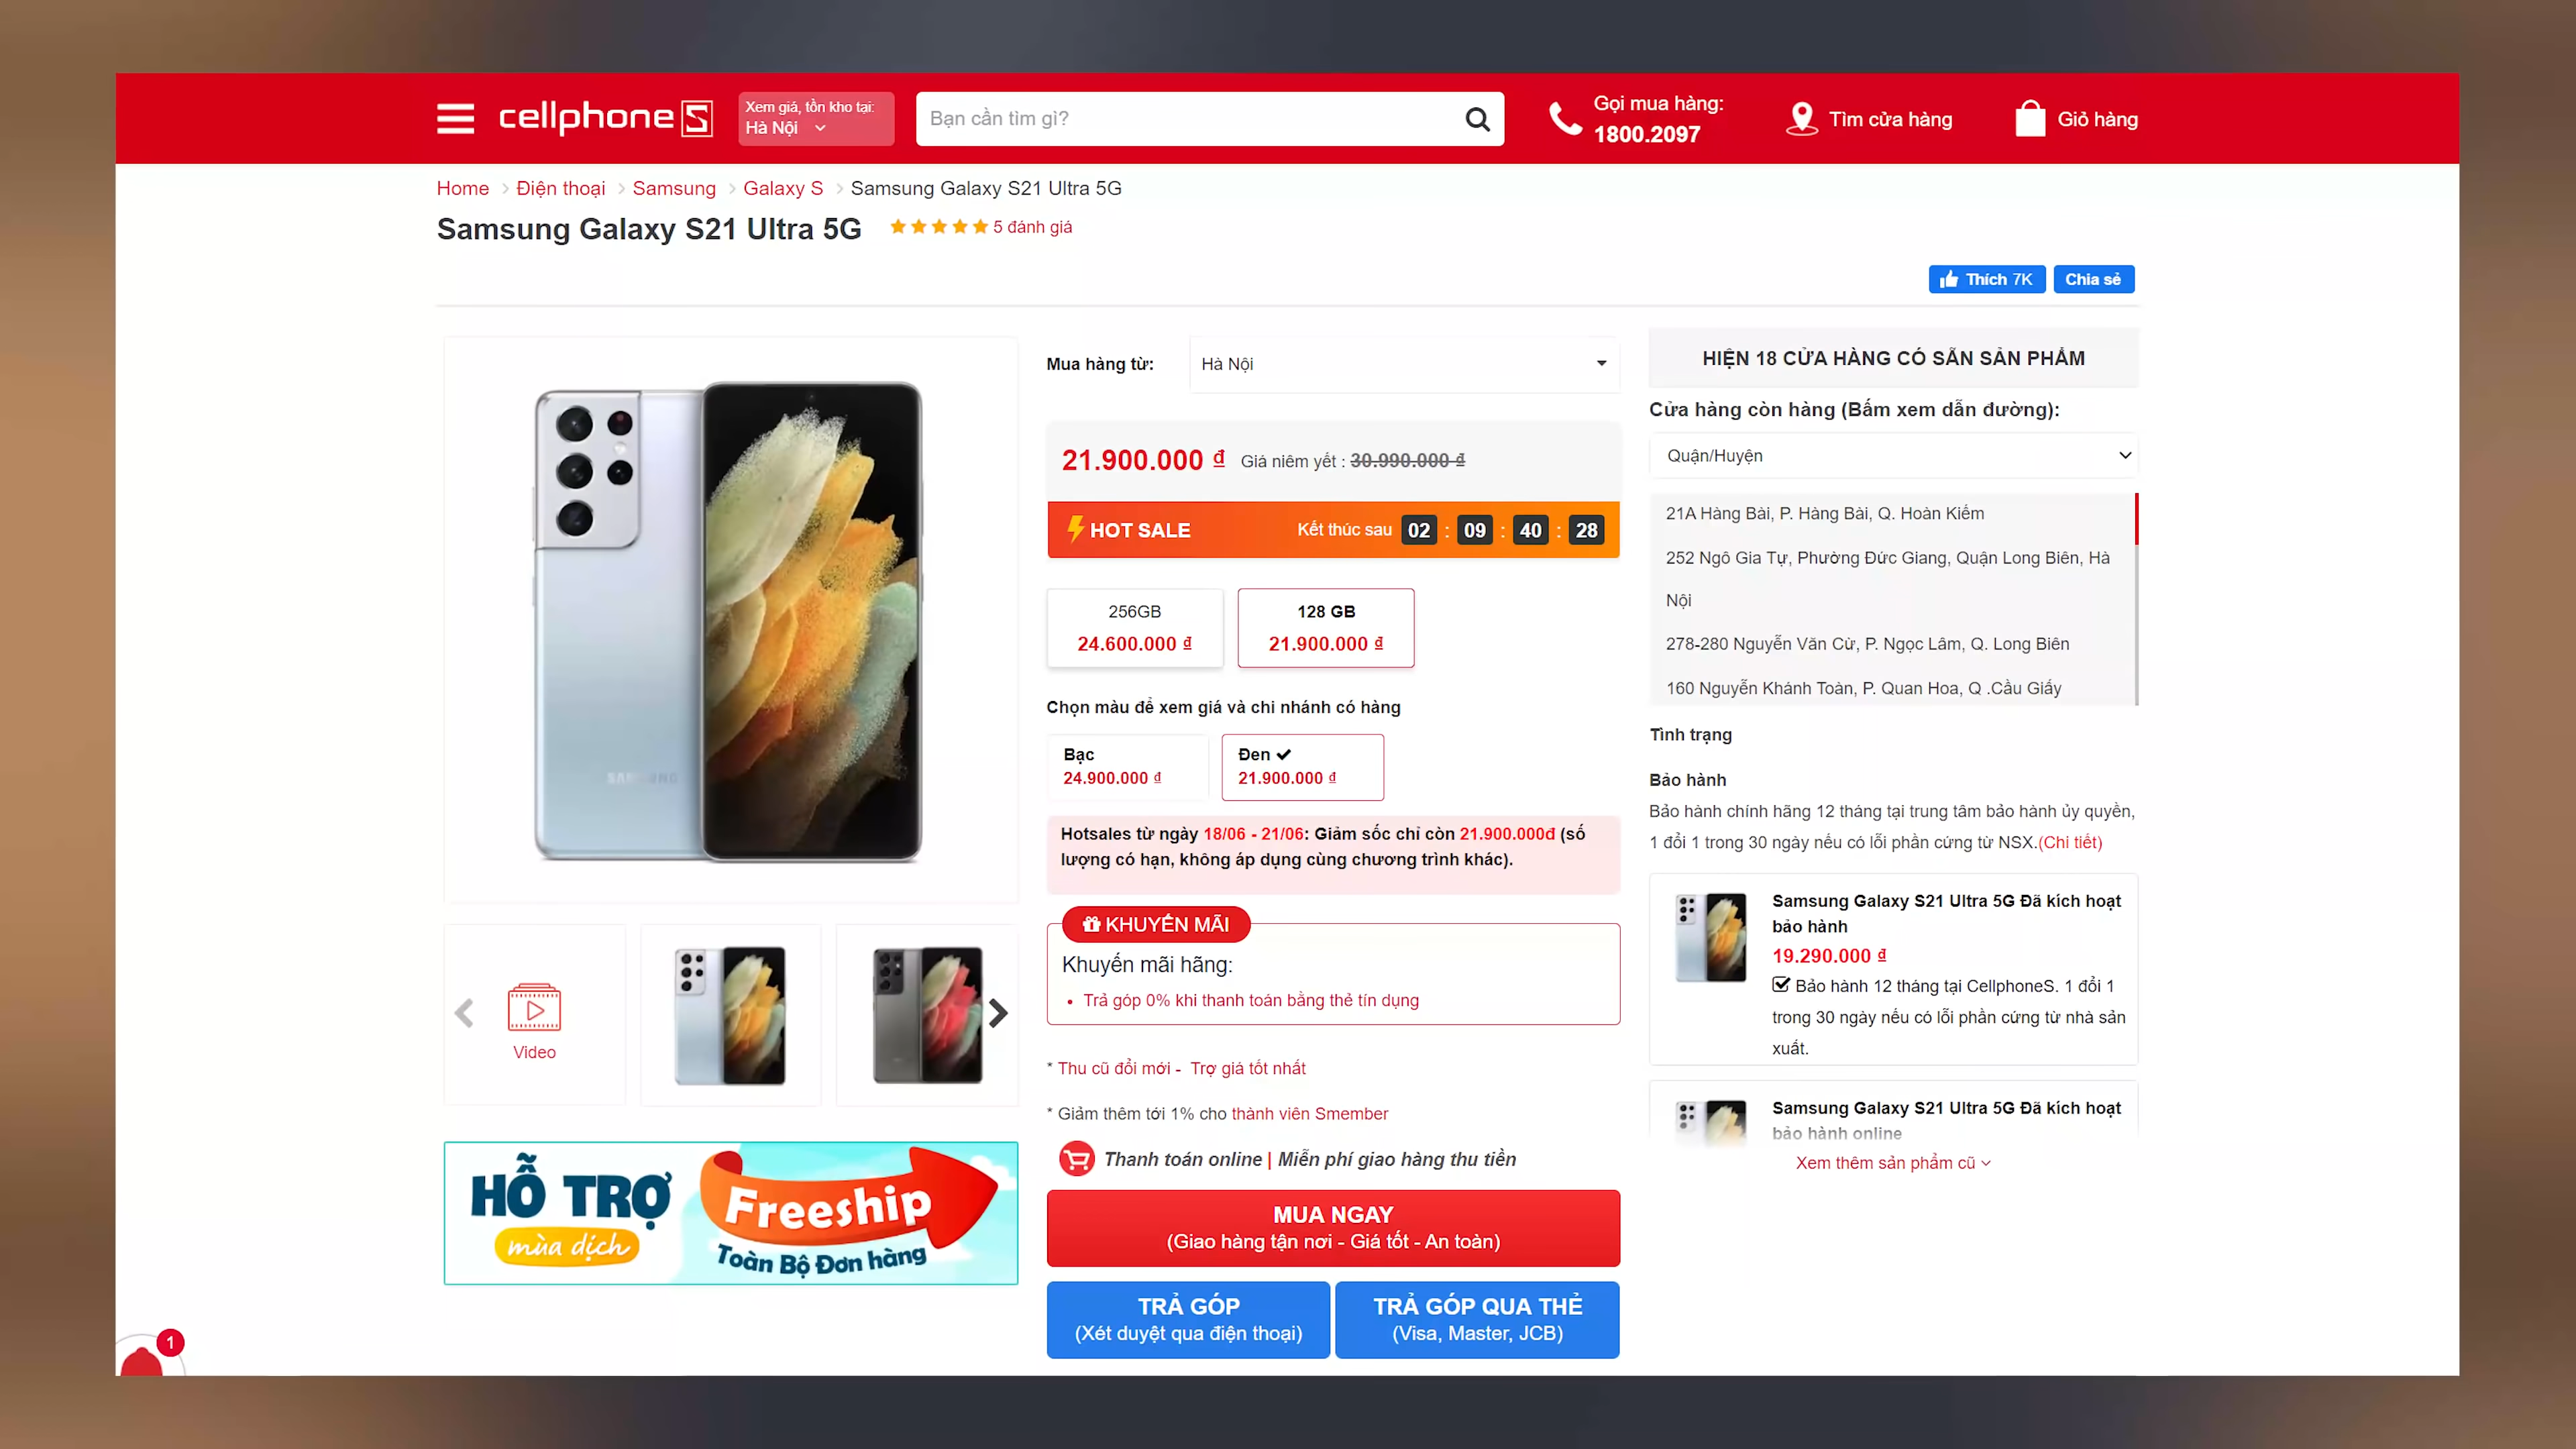 cellphoneS
Xem giá, tồn kho tại:
Hà Nội
Bạn cần tìm gì?
Gọi mua hàng:
1800.2097
Tìm cửa hàng
Giỏ hàng
Home > Điện thoại > Samsung > Galaxy S > Samsung Galaxy S21 Ultra 5G
Samsung Galaxy S21 Ultra 5G
5 đánh giá
Thích 7K
Chia sẻ
SAMSUNG
Video
HỖ TRỢ
mùa dịch
Freeship
Toàn Bộ Đơn hàng
1
Mua hàng từ:
Hà Nội
21.900.000 ₫ Giá niêm yết : 30.990.000 ₫
HOT SALE
Kết thúc sau 02 : 09 : 40 : 28
256GB
24.600.000 ₫
128 GB
21.900.000 ₫
Chọn màu để xem giá và chi nhánh có hàng
Bạc
24.900.000 ₫
Đen
21.900.000 ₫
Hotsales từ ngày 18/06 - 21/06: Giảm sốc chỉ còn 21.900.000đ (số
lượng có hạn, không áp dụng cùng chương trình khác).
KHUYẾN MÃI
Khuyến mãi hãng:
• Trả góp 0% khi thanh toán bằng thẻ tín dụng
* Thu cũ đổi mới - Trợ giá tốt nhất
* Giảm thêm tới 1% cho thành viên Smember
Thanh toán online | Miễn phí giao hàng thu tiền
MUA NGAY
(Giao hàng tận nơi - Giá tốt - An toàn)
TRẢ GÓP
(Xét duyệt qua điện thoại)
TRẢ GÓP QUA THẺ
(Visa, Master, JCB)
HIỆN 18 CỬA HÀNG CÓ SẴN SẢN PHẨM
Cửa hàng còn hàng (Bấm xem dẫn đường):
Quận/Huyện
21A Hàng Bài, P. Hàng Bài, Q. Hoàn Kiếm
252 Ngô Gia Tự, Phường Đức Giang, Quận Long Biên, Hà
Nội
278-280 Nguyễn Văn Cừ, P. Ngọc Lâm, Q. Long Biên
160 Nguyễn Khánh Toàn, P. Quan Hoa, Q .Cầu Giấy
Tình trạng
Bảo hành
Bảo hành chính hãng 12 tháng tại trung tâm bảo hành ủy quyền,
1 đổi 1 trong 30 ngày nếu có lỗi phần cứng từ NSX.(Chi tiết)
Samsung Galaxy S21 Ultra 5G Đã kích hoạt
bảo hành
19.290.000 ₫
Bảo hành 12 tháng tại CellphoneS. 1 đổi 1
trong 30 ngày nếu có lỗi phần cứng từ nhà sản
xuất.
Samsung Galaxy S21 Ultra 5G Đã kích hoạt
bảo hành online
Xem thêm sản phẩm cũ